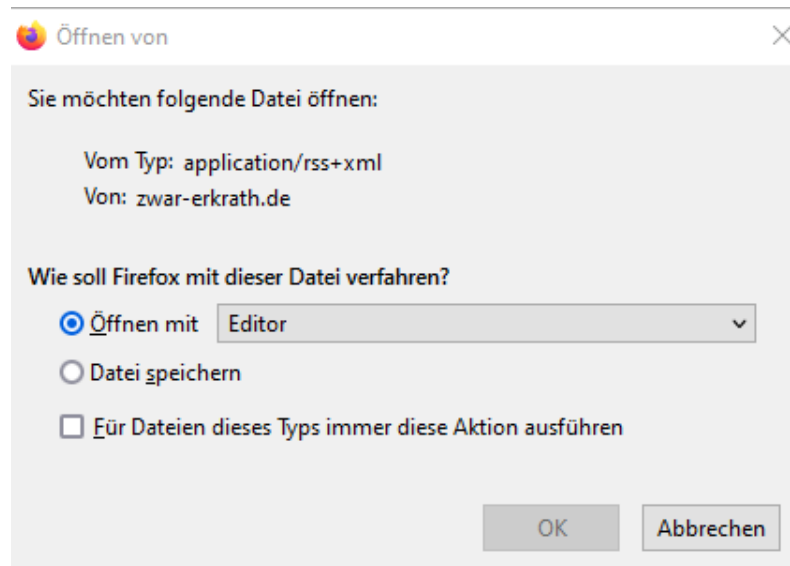 Öffnen von
Sie möchten folgende Datei öffnen:
Vom Typ: application/rss+xml
Von: zwar-erkrath.de
Wie soll Firefox mit dieser Datei verfahren?
Öffnen mit Editor
Datei speichern
Für Dateien dieses Typs immer diese Aktion ausführen
OK Abbrechen